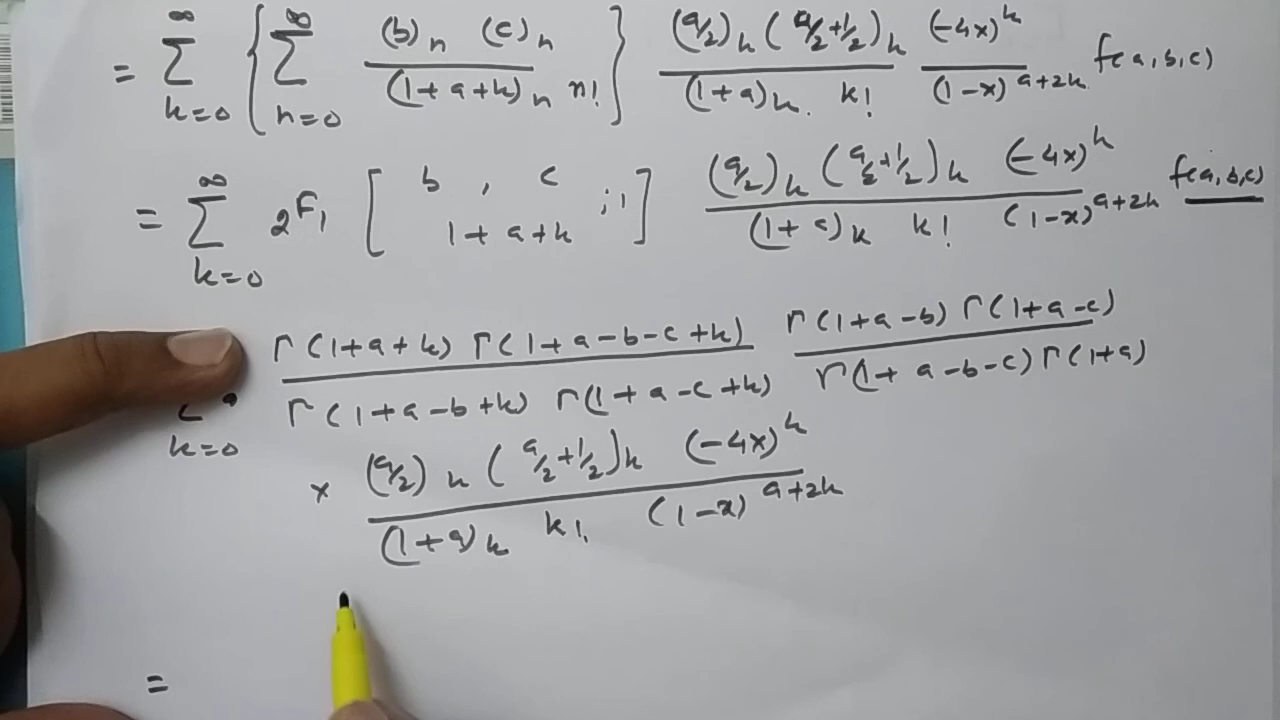 = ∑_{k=0}^{∞} { ∑_{n=0}^{∞} (b)_n (c)_n / (1+a+k)_n n! } (a/2)_k (a/2+1/2)_k / (1+a)_k k! (-4x)^k / (1-x)^{a+2k} f(a,b,c)
= ∑_{k=0}^{∞} 2F1 [ b , c / 1+a+k ; 1 ] (a/2)_k (a/2+1/2)_k (-4x)^k / (1+a)_k k! (1-x)^{a+2k} f(a,b,c)
k=0 Γ(1+a+k) Γ(1+a-b-c+k) / Γ(1+a-b+k) Γ(1+a-c+k) Γ(1+a-b) Γ(1+a-c) / Γ(1+a-b-c) Γ(1+a)
× (a/2)_k (a/2+1/2)_k (-4x)^k / (1+a)_k k! (1-x)^{a+2k}
=